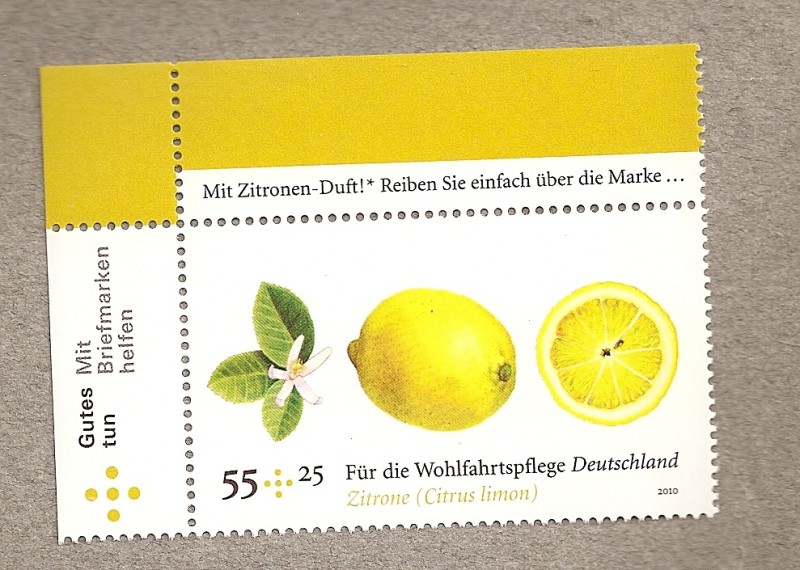 Mit Zitronen-Duft!* Reiben Sie einfach über die Marke ...
Gutes
tun
Mit
Briefmarken
helfen
55 25
Für die Wohlfahrtspflege Deutschland
Zitrone (Citrus limon)
2010